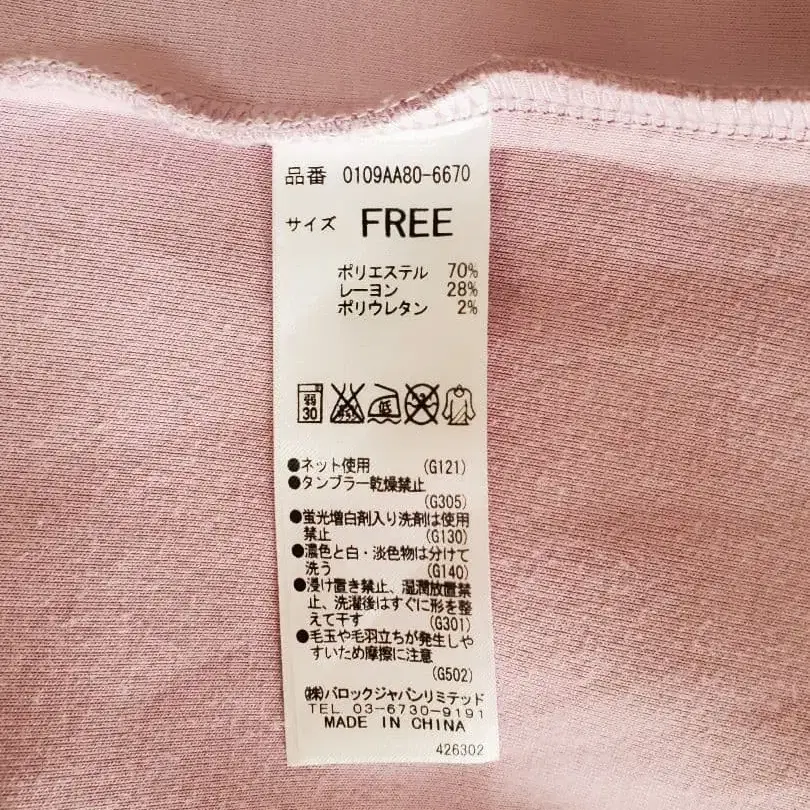 品番 0109AA80-6670
サイズ FREE
ポリエステル 70%
レーヨン 28%
ポリウレタン 2%
弱
30
低
●ネット使用 (G121)
●タンブラー乾燥禁止
(G305)
●蛍光増白剤入り洗剤は使用
禁止 (G130)
●濃色と白・淡色物は分けて
洗う (G140)
●浸け置き禁止、湿潤放置禁
止、洗濯後はすぐに形を整
えて干す (G301)
●毛玉や毛羽立ちが発生しや
すいため摩擦に注意
(G502)
(株)バロックジャパンリミテッド
TEL 03-6730-9191
MADE IN CHINA
426302